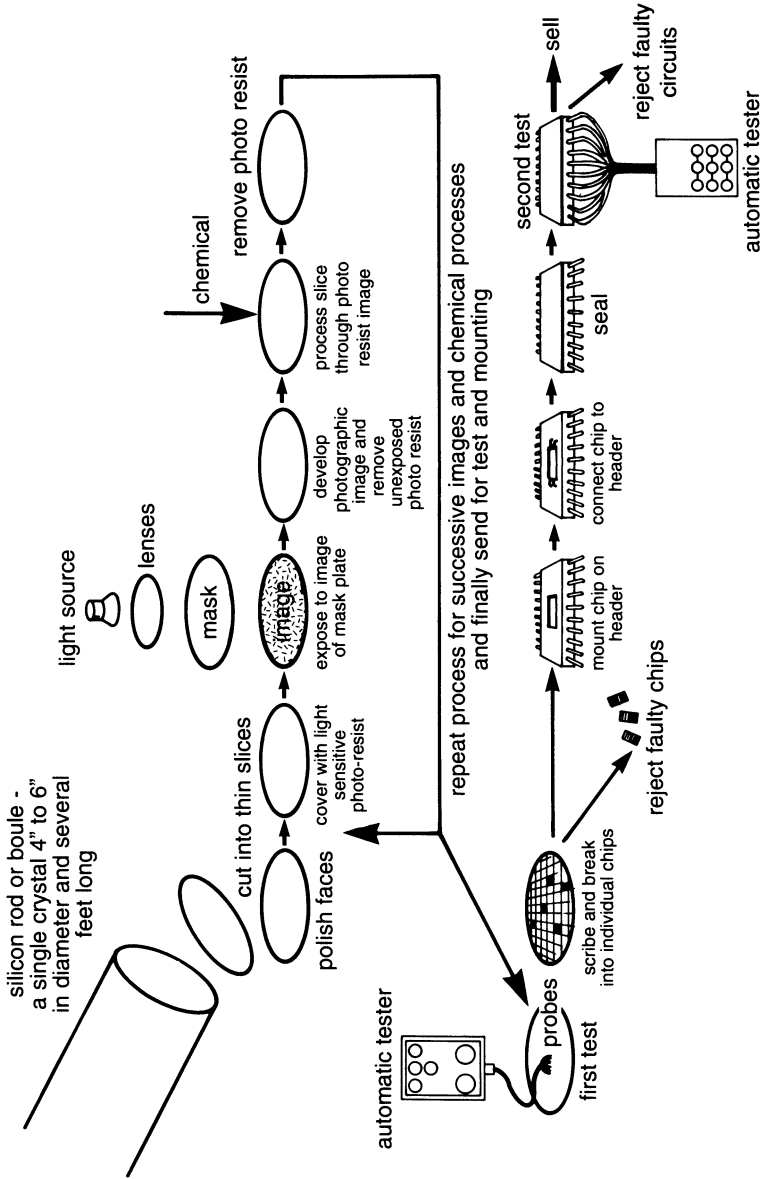 silicon rod or boule -
a single crystal 4" to 6"
in diameter and several
feet long
cut into thin slices
polish faces
cover with light
sensitive
photo-resist
light source
lenses
mask
image
expose to image
of mask plate
develop
photographic
image and
remove
unexposed
photo resist
chemical
process slice
through photo
resist image
remove photo resist
repeat process for successive images and chemical processes
and finally send for test and mounting
automatic tester
probes
first test
scribe and break
into individual chips
reject faulty chips
mount chip on
header
connect chip to
header
seal
second test
sell
reject faulty
circuits
automatic tester